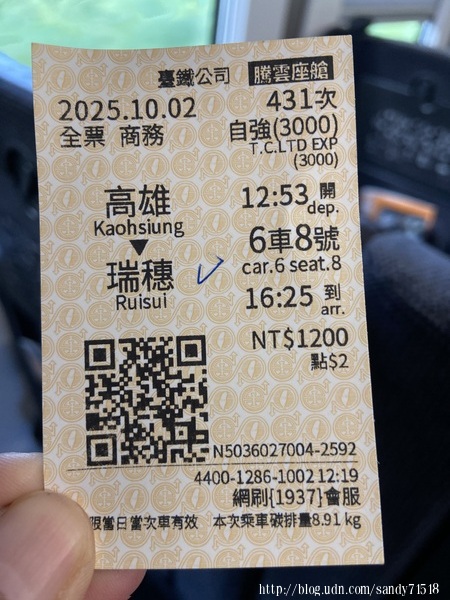 臺鐵公司 騰雲座艙
2025.10.02 431次
全票 商務 自強(3000)
T.C.LTD EXP
(3000)
高雄 12:53 開
Kaohsiung dep.
6車8號
瑞穗 car.6 seat.8
Ruisui 16:25 到
arr.
NT$1200
點$2
N5036027004-2592
4400-1286-1002 12:19
網刷{1937}會服
限當日當次車有效 本次乘車碳排量8.91 kg
http://blog.udn.com/sandy71518